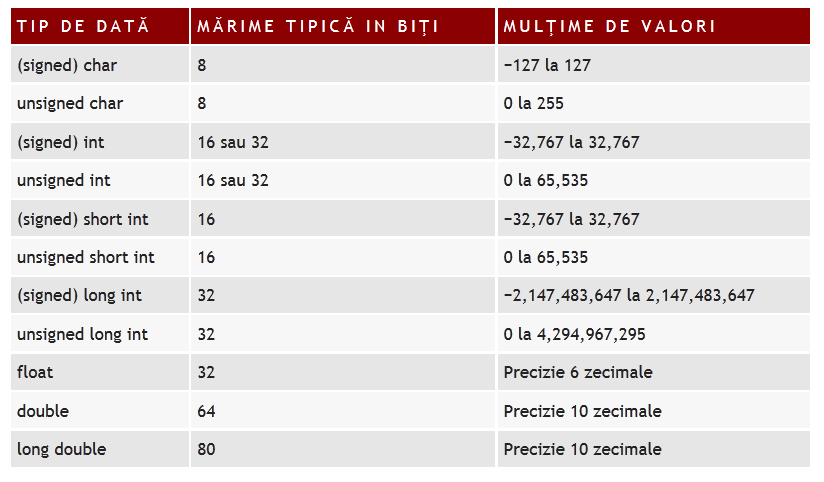 TIP DE DATĂ MĂRIME TIPICĂ IN BIȚI MULȚIME DE VALORI
(signed) char 8 −127 la 127
unsigned char 8 0 la 255
(signed) int 16 sau 32 −32,767 la 32,767
unsigned int 16 sau 32 0 la 65,535
(signed) short int 16 −32,767 la 32,767
unsigned short int 16 0 la 65,535
(signed) long int 32 −2,147,483,647 la 2,147,483,647
unsigned long int 32 0 la 4,294,967,295
float 32 Precizie 6 zecimale
double 64 Precizie 10 zecimale
long double 80 Precizie 10 zecimale